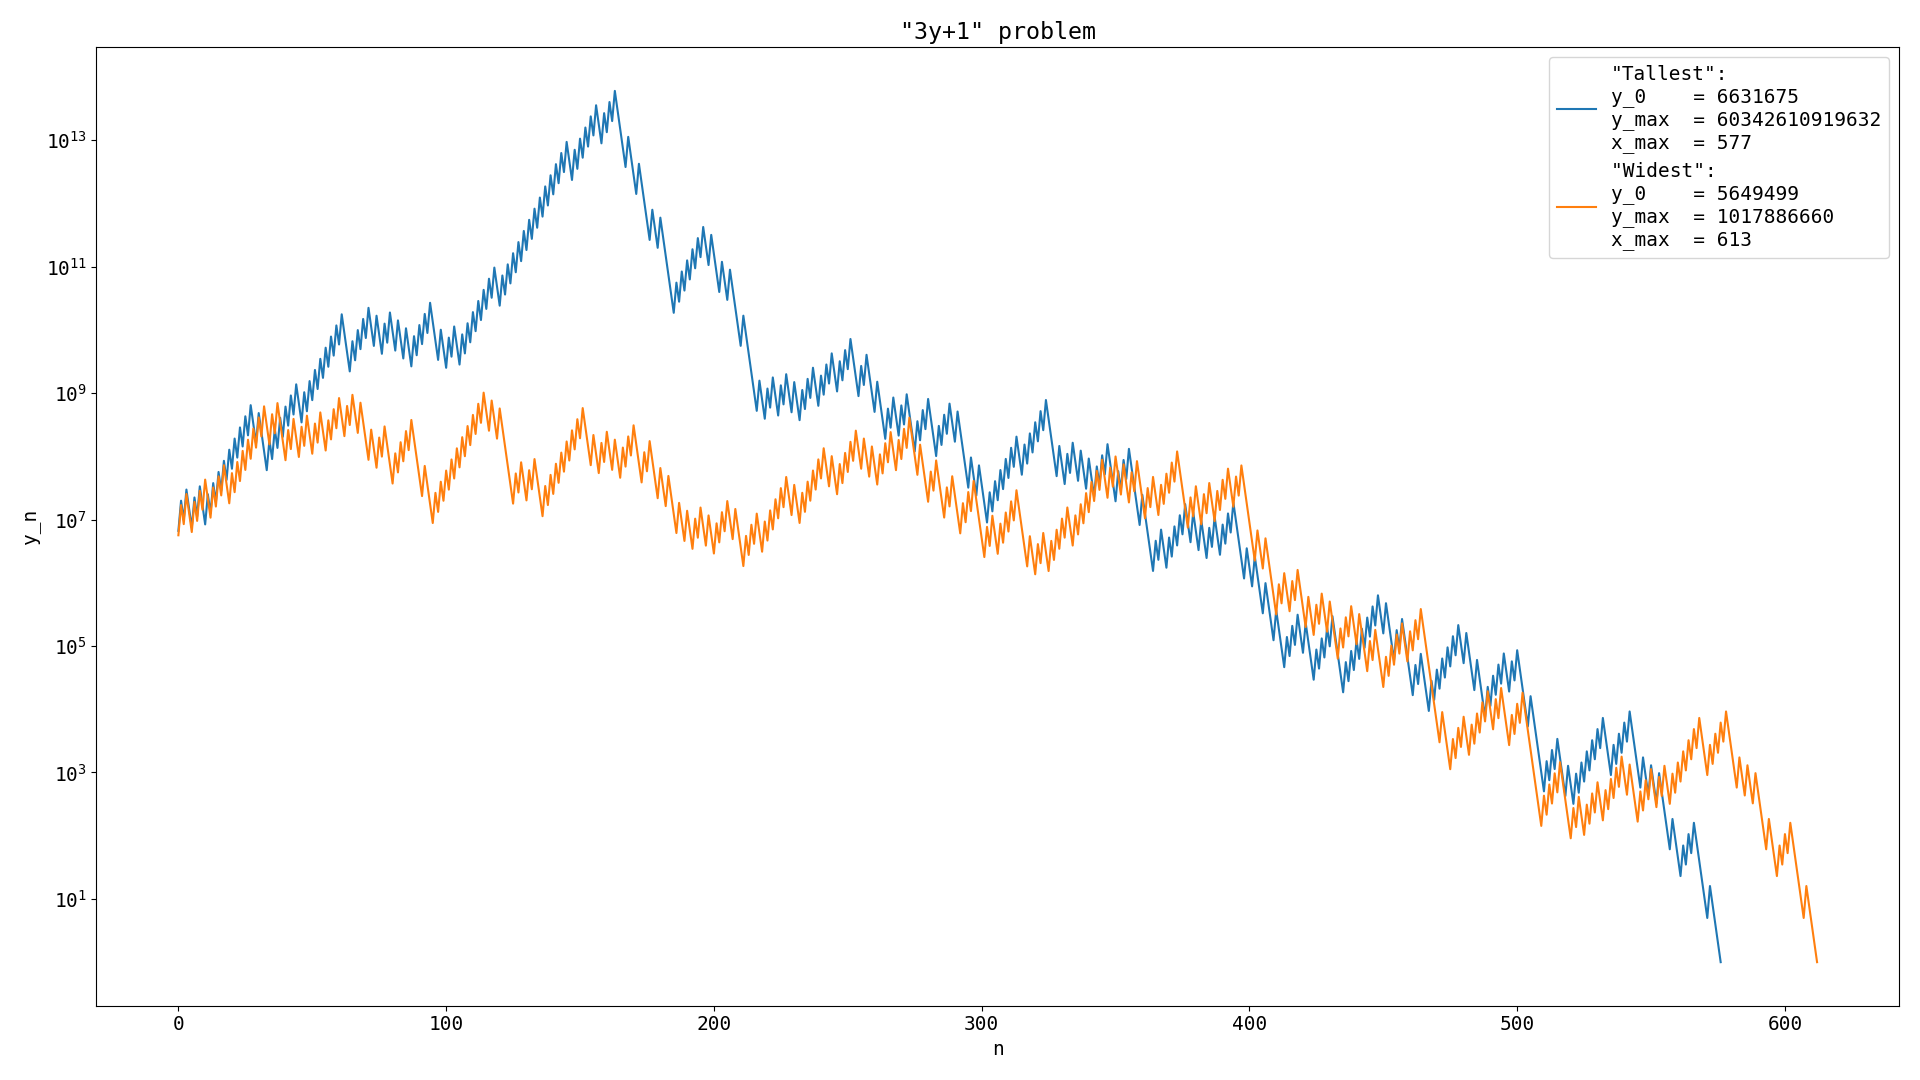 "3y+1" problem
"Tallest":
y_0    = 6631675
y_max  = 60342610919632
x_max  = 577
"Widest":
y_0    = 5649499
y_max  = 1017886660
x_max  = 613
10^13
10^11
10^9
10^7
10^5
10^3
10^1
y_n
0 100 200 300 400 500 600
n